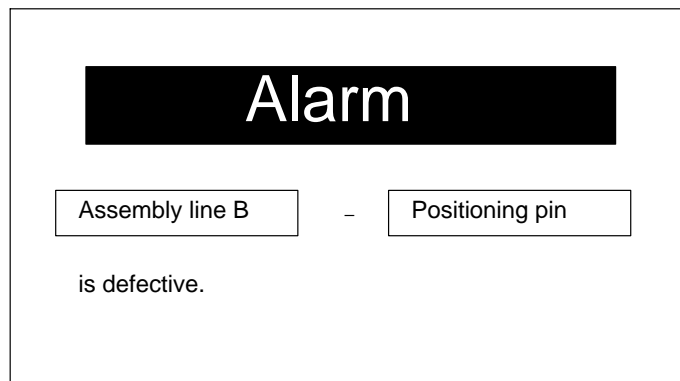 Alarm
Assembly line B – Positioning pin
is defective.